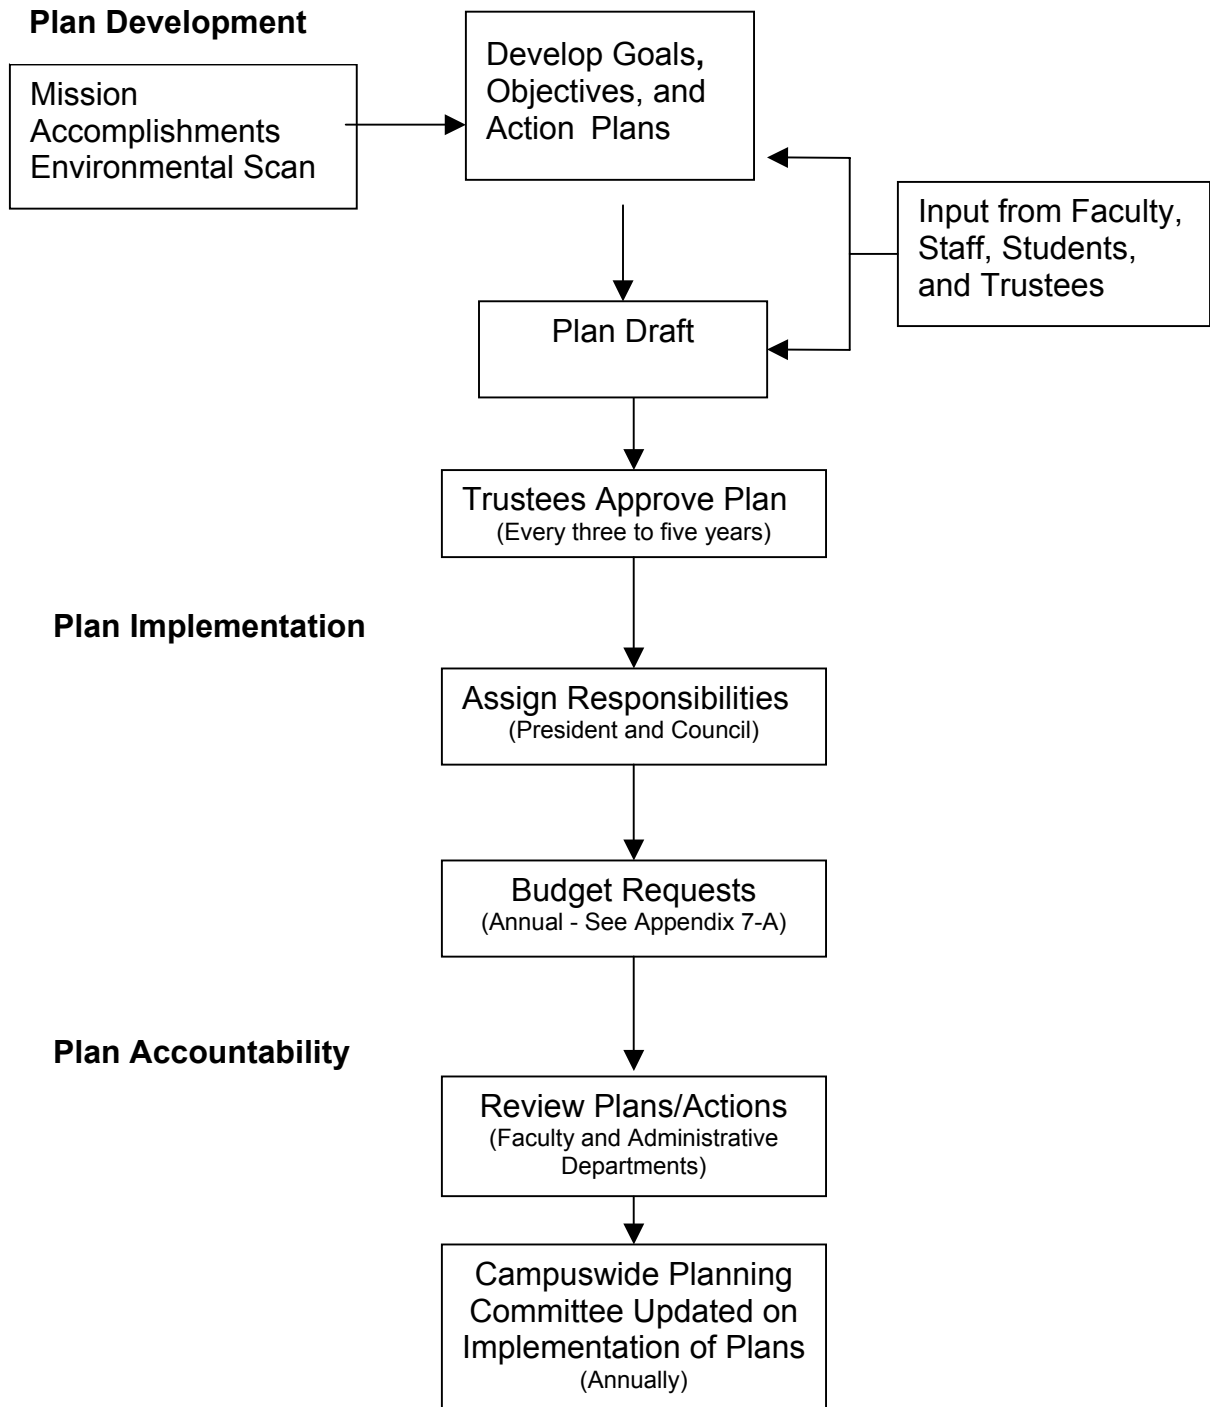 Plan Development
Develop Goals,
Objectives, and
Action Plans
Mission
Accomplishments
Environmental Scan
Input from Faculty,
Staff, Students,
and Trustees
Plan Draft
Trustees Approve Plan
(Every three to five years)
Plan Implementation
Assign Responsibilities
(President and Council)
Budget Requests
(Annual - See Appendix 7-A)
Plan Accountability
Review Plans/Actions
(Faculty and Administrative
Departments)
Campuswide Planning
Committee Updated on
Implementation of Plans
(Annually)